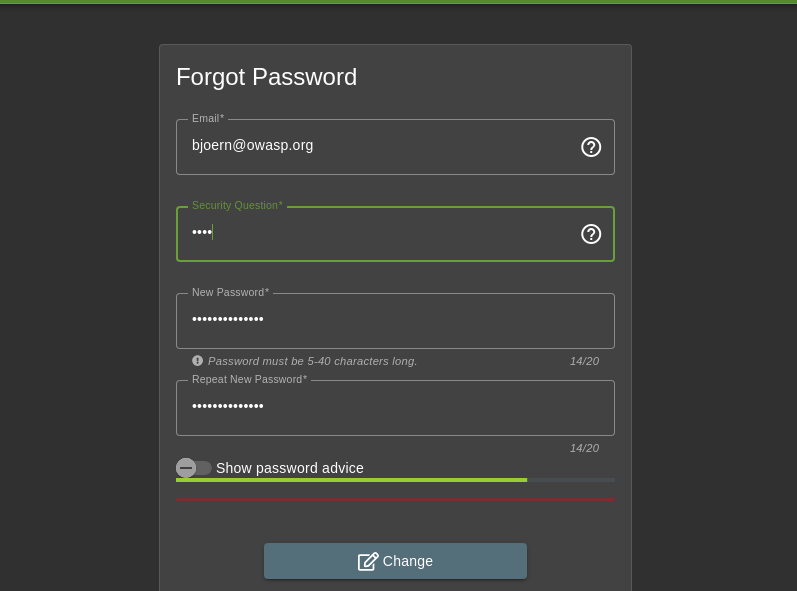 Forgot Password
Email*
bjoern@owasp.org
Security Question*
••••
New Password*
••••••••••••••
Password must be 5-40 characters long. 14/20
Repeat New Password*
••••••••••••••
14/20
Show password advice
Change